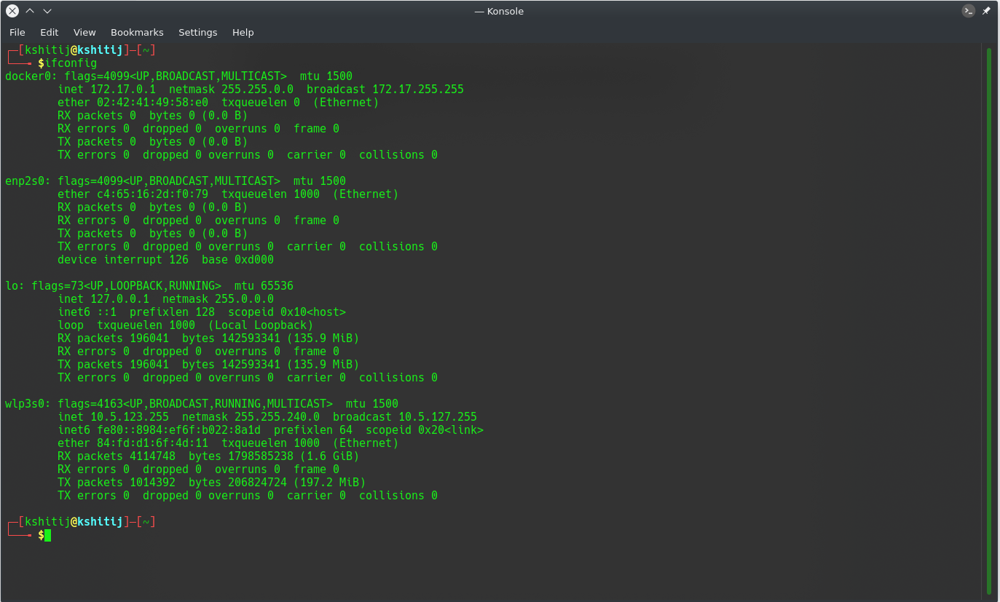 — Konsole
File Edit View Bookmarks Settings Help
┌─[kshitij@kshitij]─[~]
└──╼ $ifconfig
docker0: flags=4099<UP,BROADCAST,MULTICAST>  mtu 1500
        inet 172.17.0.1  netmask 255.255.0.0  broadcast 172.17.255.255
        ether 02:42:41:49:58:e0  txqueuelen 0  (Ethernet)
        RX packets 0  bytes 0 (0.0 B)
        RX errors 0  dropped 0  overruns 0  frame 0
        TX packets 0  bytes 0 (0.0 B)
        TX errors 0  dropped 0 overruns 0  carrier 0  collisions 0

enp2s0: flags=4099<UP,BROADCAST,MULTICAST>  mtu 1500
        ether c4:65:16:2d:f0:79  txqueuelen 1000  (Ethernet)
        RX packets 0  bytes 0 (0.0 B)
        RX errors 0  dropped 0  overruns 0  frame 0
        TX packets 0  bytes 0 (0.0 B)
        TX errors 0  dropped 0 overruns 0  carrier 0  collisions 0
        device interrupt 126  base 0xd000

lo: flags=73<UP,LOOPBACK,RUNNING>  mtu 65536
        inet 127.0.0.1  netmask 255.0.0.0
        inet6 ::1  prefixlen 128  scopeid 0x10<host>
        loop  txqueuelen 1000  (Local Loopback)
        RX packets 196041  bytes 142593341 (135.9 MiB)
        RX errors 0  dropped 0  overruns 0  frame 0
        TX packets 196041  bytes 142593341 (135.9 MiB)
        TX errors 0  dropped 0 overruns 0  carrier 0  collisions 0

wlp3s0: flags=4163<UP,BROADCAST,RUNNING,MULTICAST>  mtu 1500
        inet 10.5.123.255  netmask 255.255.240.0  broadcast 10.5.127.255
        inet6 fe80::8984:ef6f:b022:8a1d  prefixlen 64  scopeid 0x20<link>
        ether 84:fd:d1:6f:4d:11  txqueuelen 1000  (Ethernet)
        RX packets 4114748  bytes 1798585238 (1.6 GiB)
        RX errors 0  dropped 0  overruns 0  frame 0
        TX packets 1014392  bytes 206824724 (197.2 MiB)
        TX errors 0  dropped 0 overruns 0  carrier 0  collisions 0

┌─[kshitij@kshitij]─[~]
└──╼ $